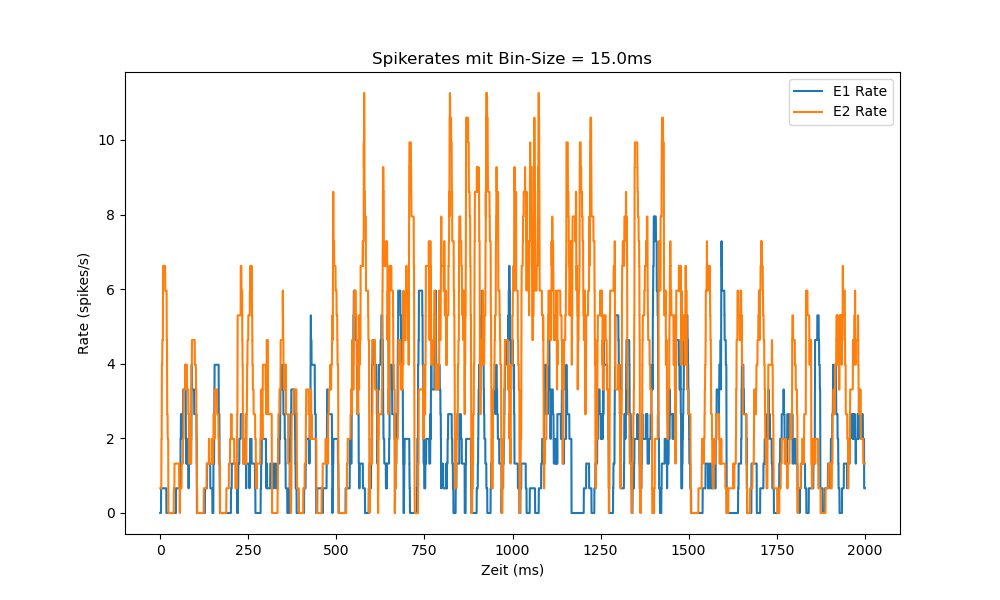 Spikerates mit Bin-Size = 15.0ms
E1 Rate
E2 Rate
Rate (spikes/s)
10
8
6
4
2
0
0 250 500 750 1000 1250 1500 1750 2000
Zeit (ms)